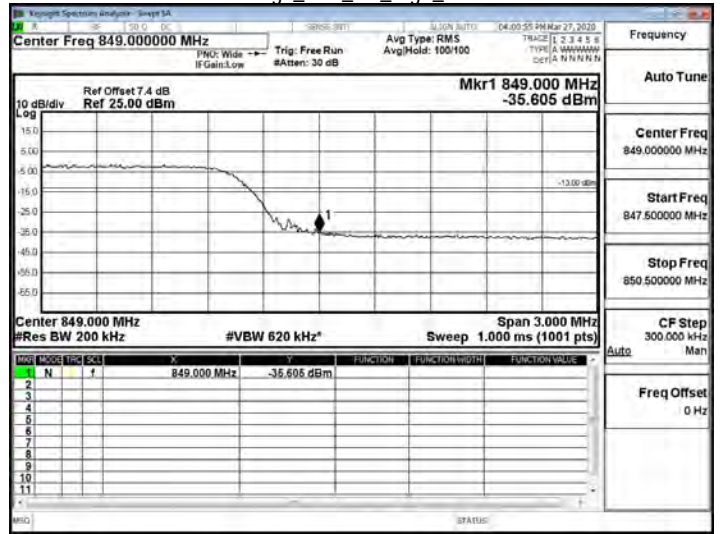 Keysight Spectrum Analyzer - Swept SA
SENSE:INT
ALIGN AUTO
04:00:55 PM Mar 27, 2020
Center Freq 849.000000 MHz
PNO: Wide
IFGain:Low
Trig: Free Run
#Atten: 30 dB
Avg Type: RMS
Avg|Hold: 100/100
TRACE 1 2 3 4 5 6
TYPE A WWWWW
DET A N N N N N
Frequency
Auto Tune
Ref Offset 7.4 dB
Ref 25.00 dBm
10 dB/div
Log
Mkr1 849.000 MHz
-35.605 dBm
15.0
5.00
-5.00
-15.0
-25.0
-35.0
-45.0
-55.0
-65.0
-13.00 dBm
1
Center Freq
849.000000 MHz
Start Freq
847.500000 MHz
Stop Freq
850.500000 MHz
Center 849.000 MHz
#Res BW 200 kHz
#VBW 620 kHz*
Span 3.000 MHz
Sweep 1.000 ms (1001 pts)
CF Step
300.000 kHz
Auto Man
MKR MODE TRC SCL X Y FUNCTION FUNCTION WIDTH FUNCTION VALUE
1 N f 849.000 MHz -35.605 dBm
2
3
4
5
6
7
8
9
10
11
Freq Offset
0 Hz
MSG
STATUS